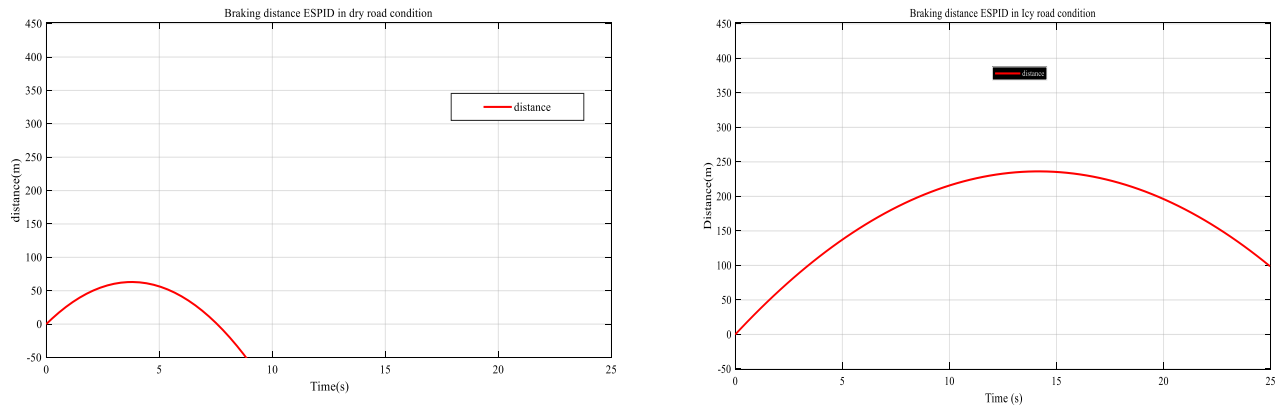 Braking distance ESPID in dry road condition
450
400
350
300
250
200
150
100
50
0
-50
distance(m)
distance
0 5 10 15 20 25
Time(s)
Braking distance ESPID in Icy road condition
450
400
350
300
250
200
150
100
50
0
-50
Distance(m)
distance
0 5 10 15 20 25
Time (s)